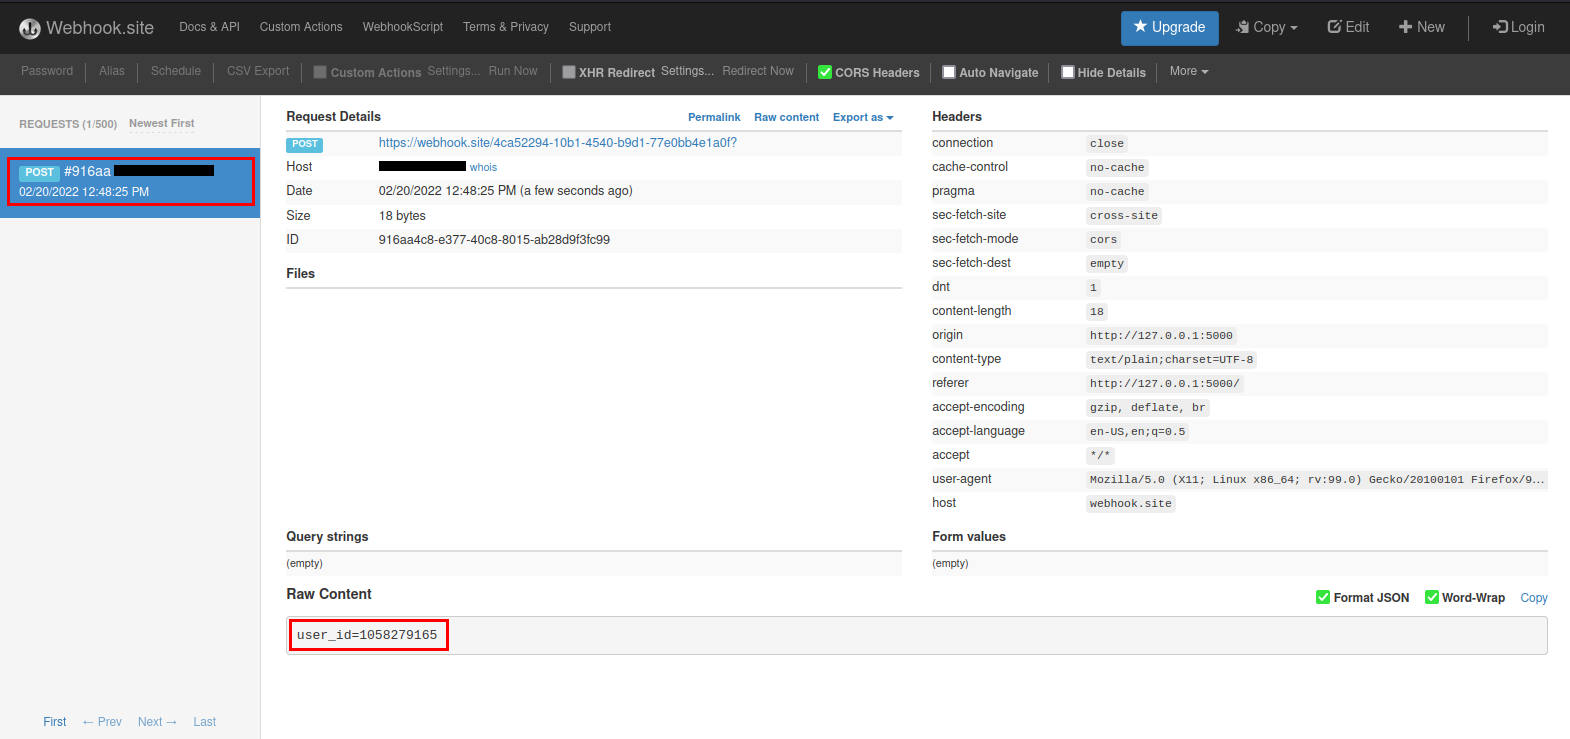 Webhook.site Docs & API Custom Actions WebhookScript Terms & Privacy Support Upgrade Copy Edit New Login
Password Alias Schedule CSV Export Custom Actions Settings... Run Now XHR Redirect Settings... Redirect Now CORS Headers Auto Navigate Hide Details More
REQUESTS (1/500) Newest First
POST #916aa
02/20/2022 12:48:25 PM
First ← Prev Next → Last
Request Details Permalink Raw content Export as
POST https://webhook.site/4ca52294-10b1-4540-b9d1-77e0bb4e1a0f?
Host whois
Date 02/20/2022 12:48:25 PM (a few seconds ago)
Size 18 bytes
ID 916aa4c8-e377-40c8-8015-ab28d9f3fc99
Files
Headers
connection close
cache-control no-cache
pragma no-cache
sec-fetch-site cross-site
sec-fetch-mode cors
sec-fetch-dest empty
dnt 1
content-length 18
origin http://127.0.0.1:5000
content-type text/plain;charset=UTF-8
referer http://127.0.0.1:5000/
accept-encoding gzip, deflate, br
accept-language en-US,en;q=0.5
accept */*
user-agent Mozilla/5.0 (X11; Linux x86_64; rv:99.0) Gecko/20100101 Firefox/9...
host webhook.site
Query strings
(empty)
Form values
(empty)
Raw Content Format JSON Word-Wrap Copy
user_id=1058279165